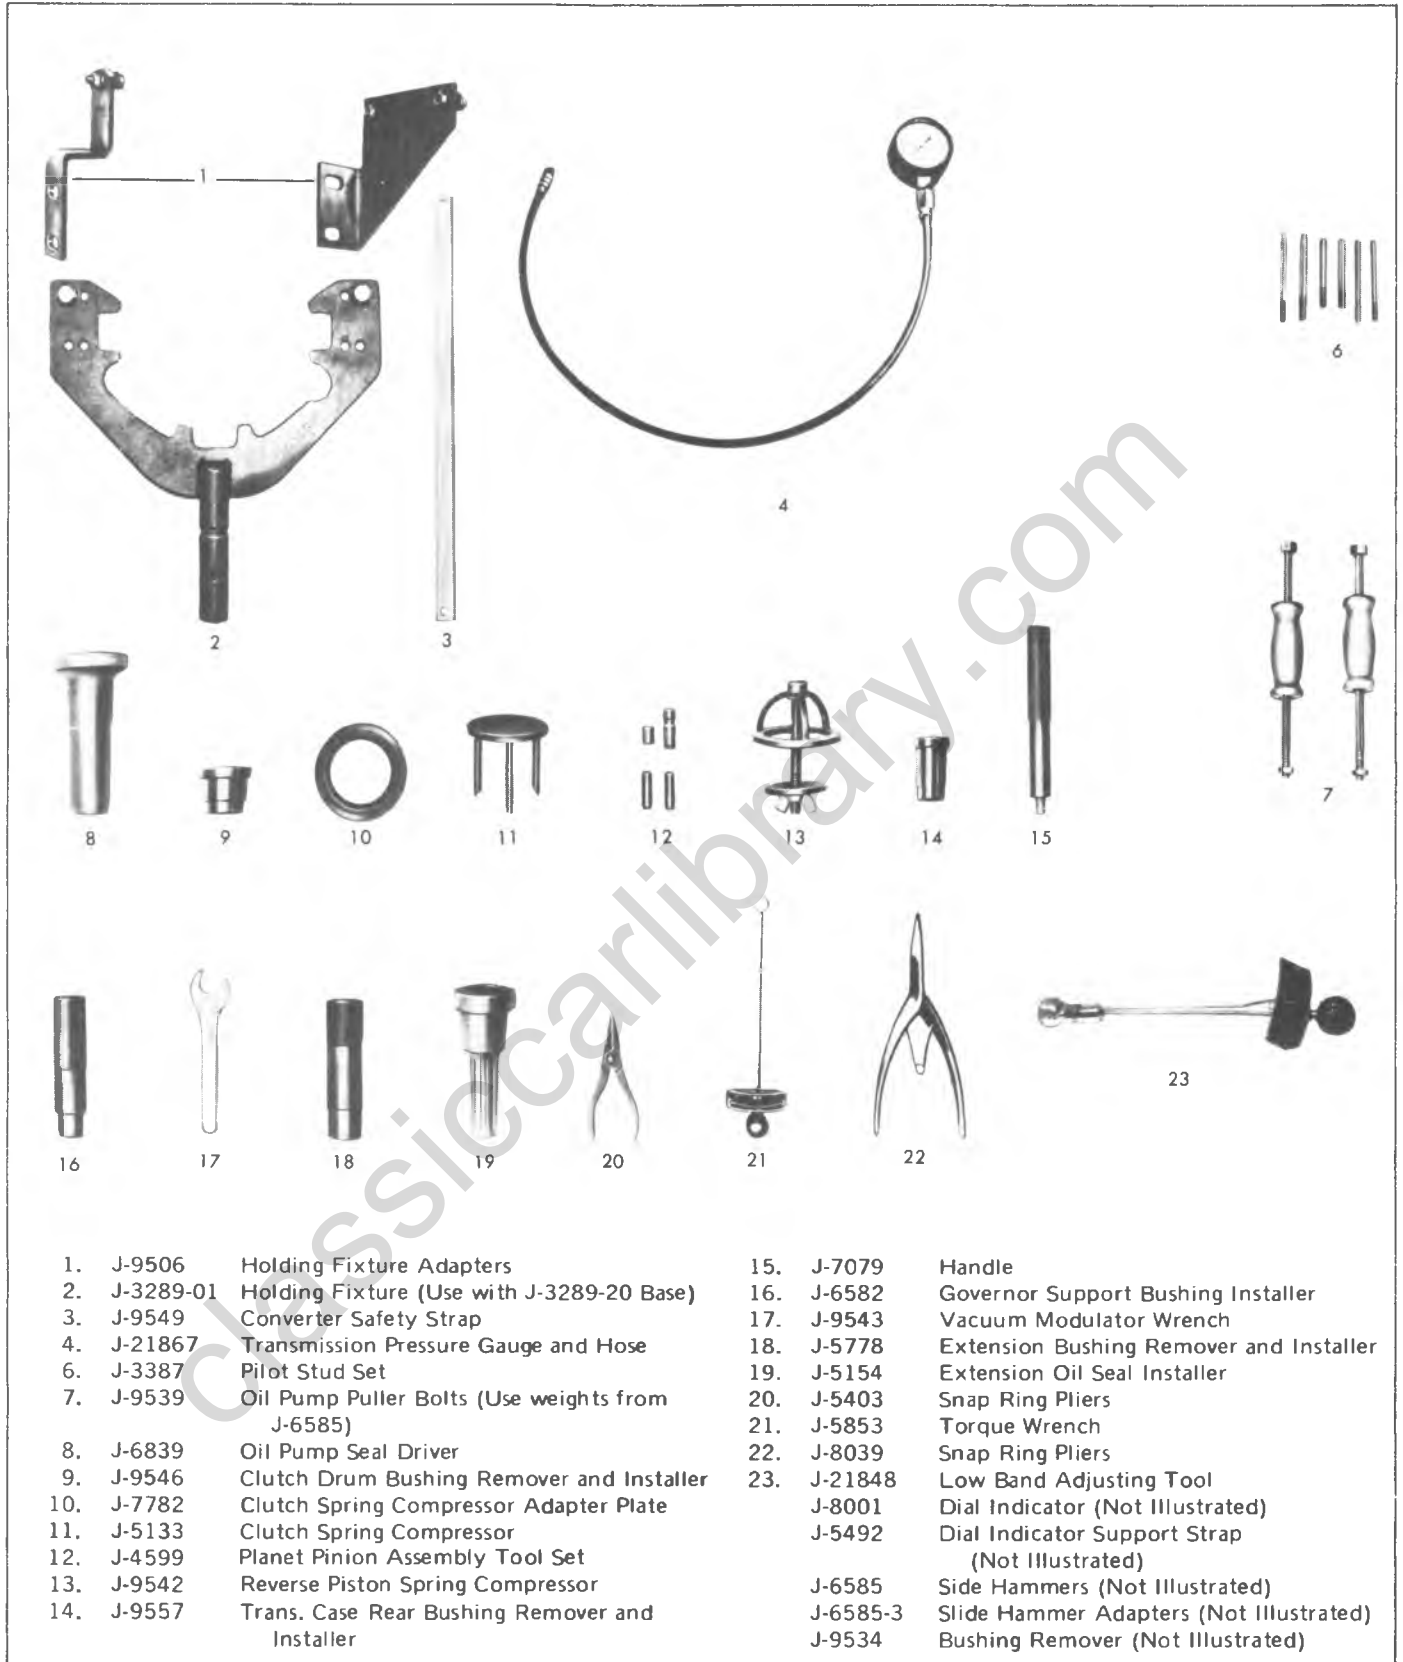 1
2
3
4
6
7
8
9
10
11
12
13
14
15
16
17
18
19
20
21
22
23
classiccarlibrary.com
1. J-9506 Holding Fixture Adapters
2. J-3289-01 Holding Fixture (Use with J-3289-20 Base)
3. J-9549 Converter Safety Strap
4. J-21867 Transmission Pressure Gauge and Hose
6. J-3387 Pilot Stud Set
7. J-9539 Oil Pump Puller Bolts (Use weights from
J-6585)
8. J-6839 Oil Pump Seal Driver
9. J-9546 Clutch Drum Bushing Remover and Installer
10. J-7782 Clutch Spring Compressor Adapter Plate
11. J-5133 Clutch Spring Compressor
12. J-4599 Planet Pinion Assembly Tool Set
13. J-9542 Reverse Piston Spring Compressor
14. J-9557 Trans. Case Rear Bushing Remover and
Installer
15. J-7079 Handle
16. J-6582 Governor Support Bushing Installer
17. J-9543 Vacuum Modulator Wrench
18. J-5778 Extension Bushing Remover and Installer
19. J-5154 Extension Oil Seal Installer
20. J-5403 Snap Ring Pliers
21. J-5853 Torque Wrench
22. J-8039 Snap Ring Pliers
23. J-21848 Low Band Adjusting Tool
J-8001 Dial Indicator (Not Illustrated)
J-5492 Dial Indicator Support Strap
(Not Illustrated)
J-6585 Side Hammers (Not Illustrated)
J-6585-3 Slide Hammer Adapters (Not Illustrated)
J-9534 Bushing Remover (Not Illustrated)